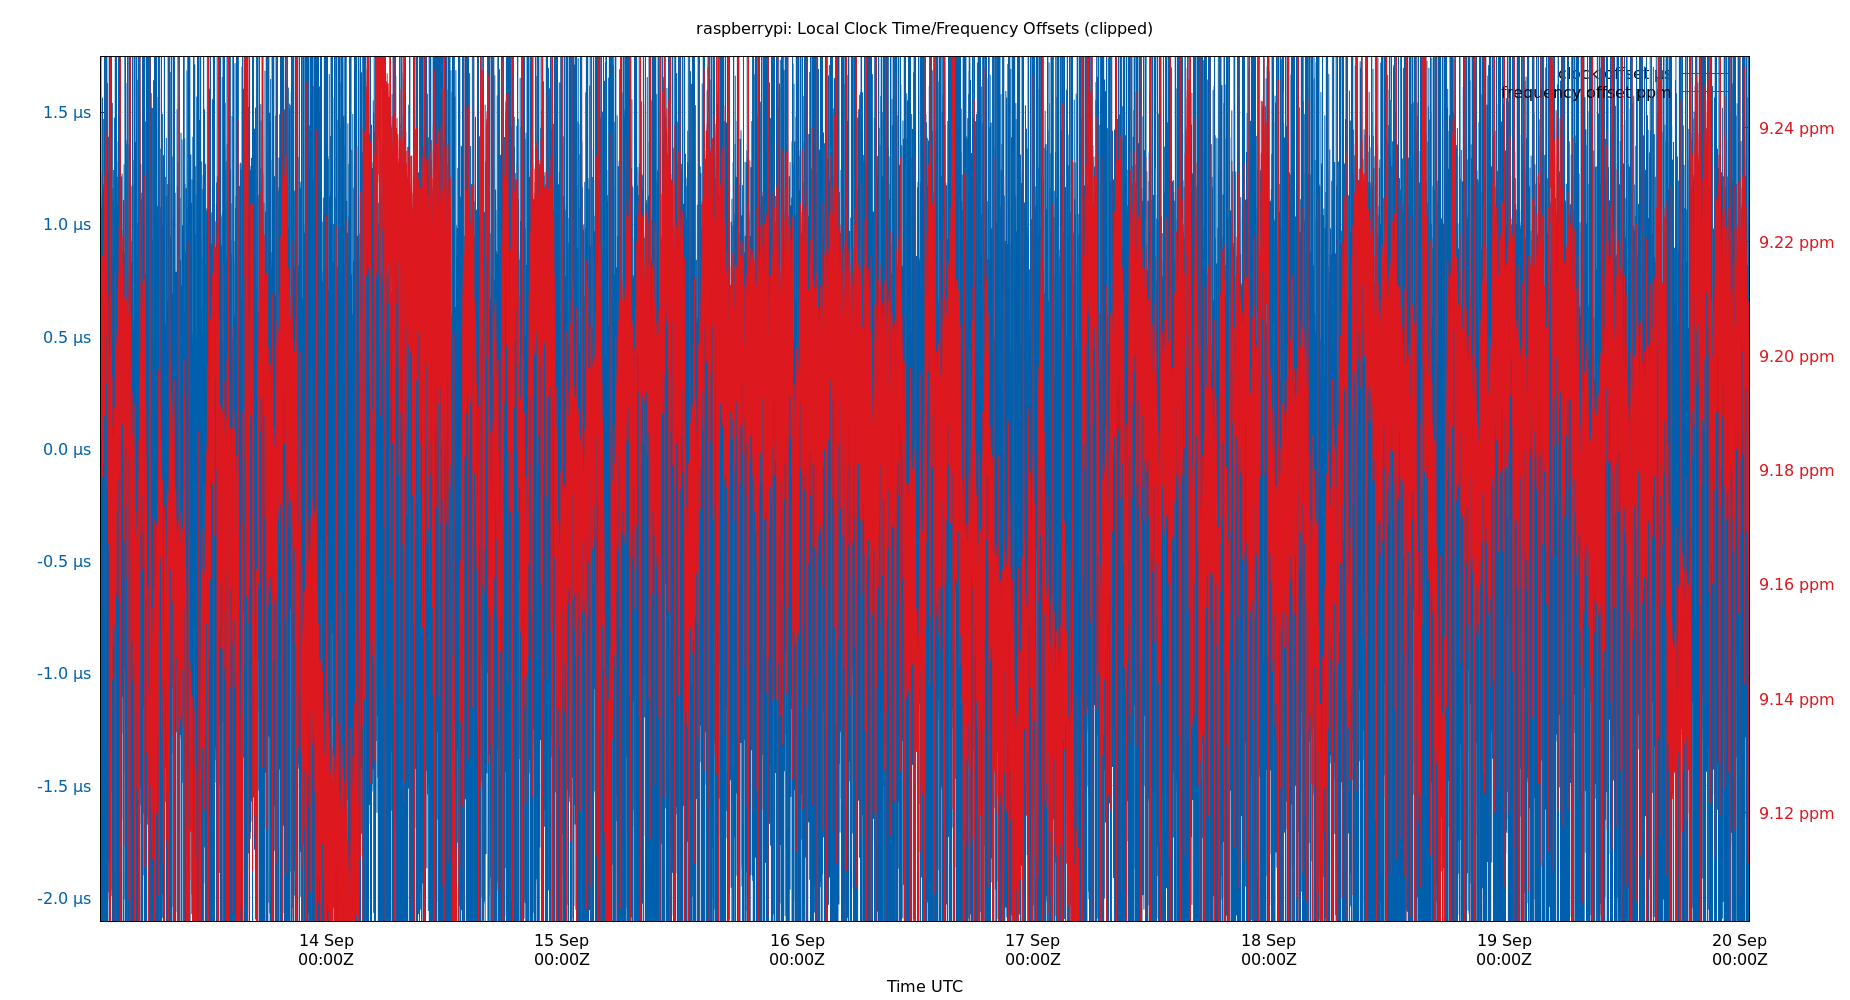 raspberrypi: Local Clock Time/Frequency Offsets (clipped)
clock offset µs
frequency offset ppm
1.5 µs
1.0 µs
0.5 µs
0.0 µs
-0.5 µs
-1.0 µs
-1.5 µs
-2.0 µs
9.24 ppm
9.22 ppm
9.20 ppm
9.18 ppm
9.16 ppm
9.14 ppm
9.12 ppm
14 Sep
00:00Z
15 Sep
00:00Z
16 Sep
00:00Z
17 Sep
00:00Z
18 Sep
00:00Z
19 Sep
00:00Z
20 Sep
00:00Z
Time UTC